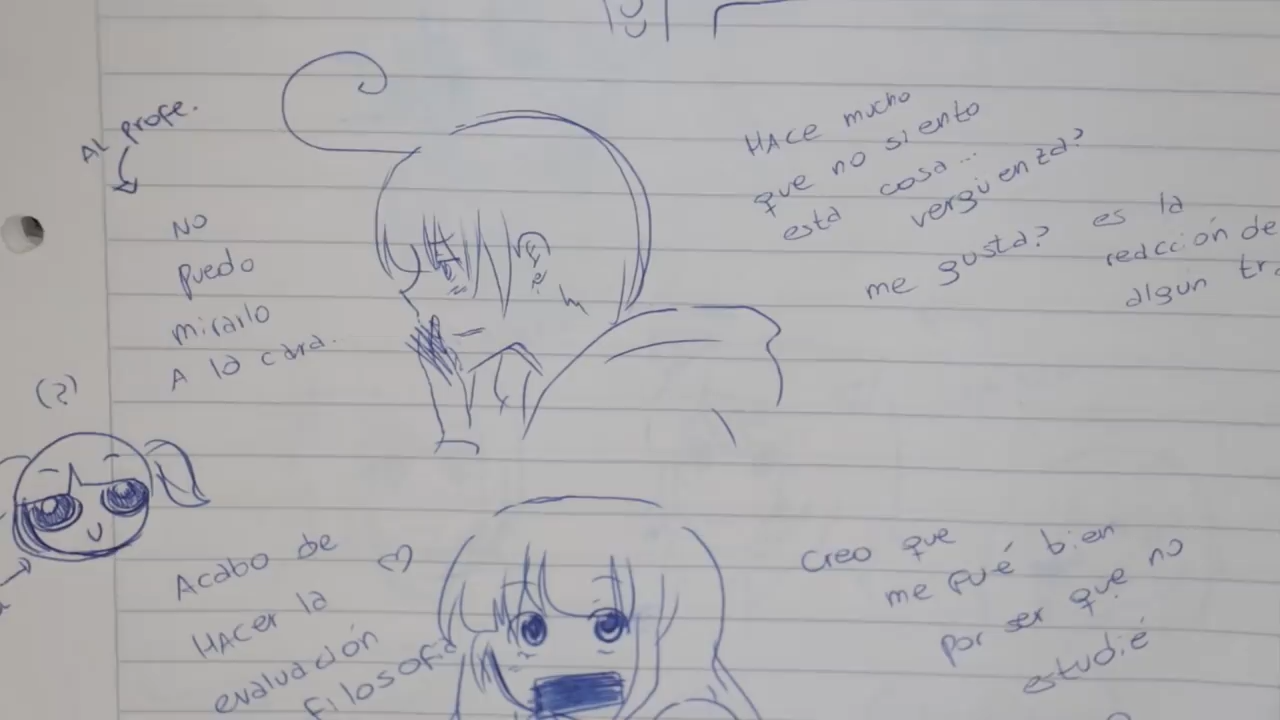 Al profe.
No
puedo
mirarlo
A la cara.
Hace mucho
que no siento
esta cosa...
vergüenza?
me gusta? es la
reacción de
algun
(?)
Acabo de
Hacer la
evaluación
filosofía
Creo que
me fué bien
por ser que no
estudié